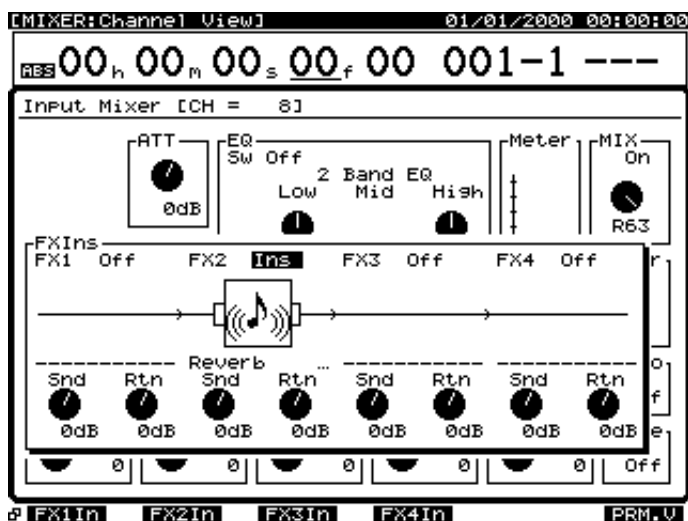 [MIXER:Channel View] 01/01/2000 00:00:00
ABS 00h 00m 00s 00f 00 001-1 ---
Input Mixer [CH = 8]
ATT EQ Meter MIX
Sw Off On
2 Band EQ
Low Mid High
0dB R63
FXIns
FX1 Off FX2 Ins FX3 Off FX4 Off r
------------- Reverb ... ------------- ------------- o
Snd Rtn Snd Rtn Snd Rtn Snd Rtn
0dB 0dB 0dB 0dB 0dB 0dB 0dB 0dB f
e
0 0 0 0 0 Off
FX1In FX2In FX3In FX4In PRM.V